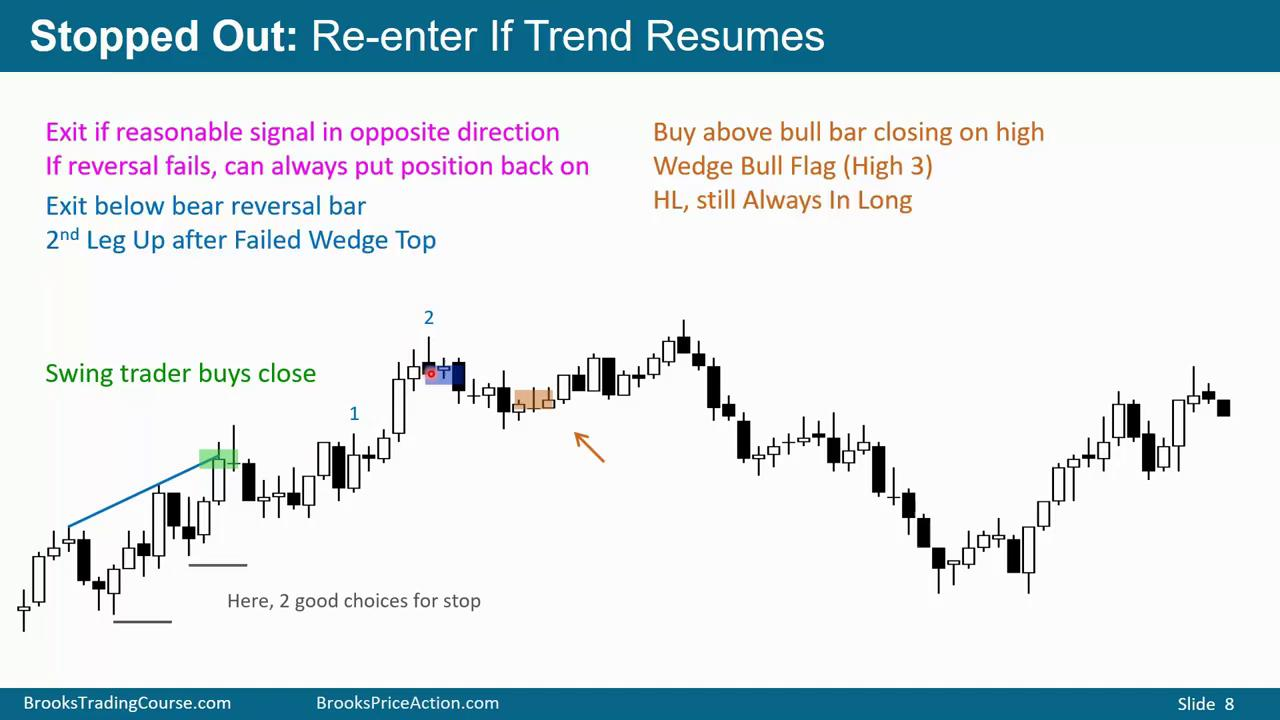 Stopped Out: Re-enter If Trend Resumes
Exit if reasonable signal in opposite direction
If reversal fails, can always put position back on
Exit below bear reversal bar
2nd Leg Up after Failed Wedge Top
Buy above bull bar closing on high
Wedge Bull Flag (High 3)
HL, still Always In Long
2
Swing trader buys close
1
Here, 2 good choices for stop
BrooksTradingCourse.com
BrooksPriceAction.com
Slide 8